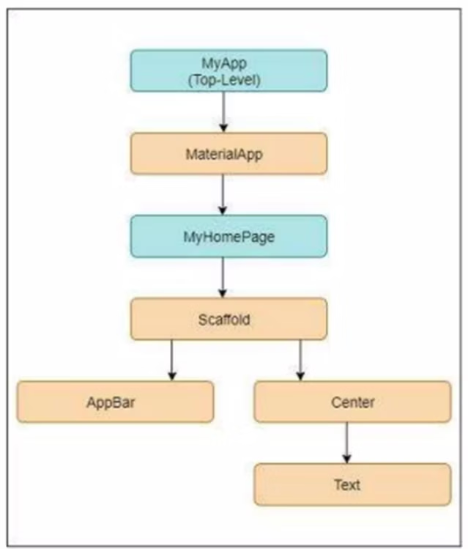 MyApp
(Top-Level)
MaterialApp
MyHomePage
Scaffold
AppBar
Center
Text